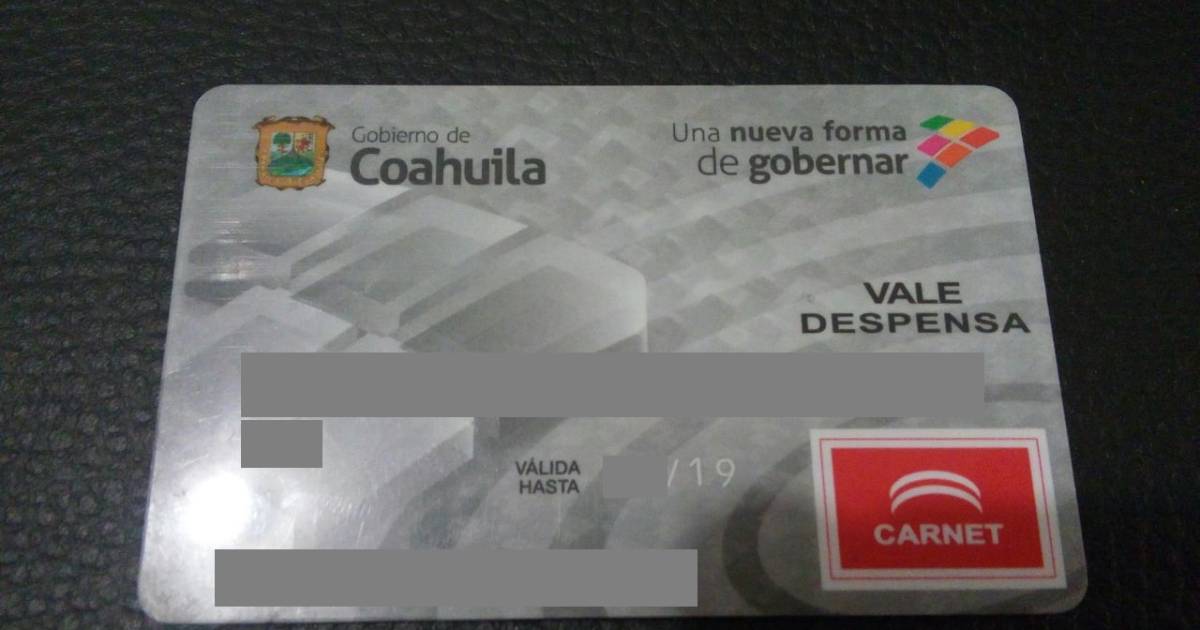 Gobierno de
Coahuila
Una nueva forma
de gobernar
VALE
DESPENSA
VÁLIDA
HASTA
/19
CARNET